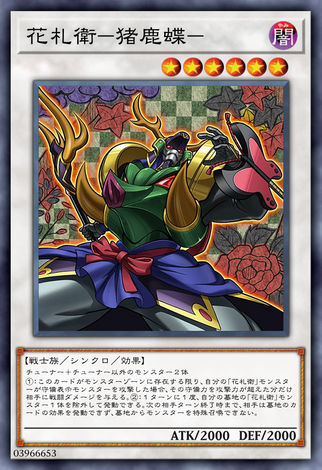 花札衛－猪鹿蝶－
闇
やみ
【戦士族／シンクロ／効果】
チューナー＋チューナー以外のモンスター２体
①：このカードがモンスターゾーンに存在する限り、自分の「花札衛」モンスタ
ーが守備表示モンスターを攻撃した場合、その守備力を攻撃力が超えた分だけ
相手に戦闘ダメージを与える。②：１ターンに１度、自分の墓地の「花札衛」モン
スター１体を除外して発動できる。次の相手ターン終了時まで、相手は墓地のカ
ードの効果を発動できず、墓地からモンスターを特殊召喚できない。
ATK/2000 DEF/2000
03966653